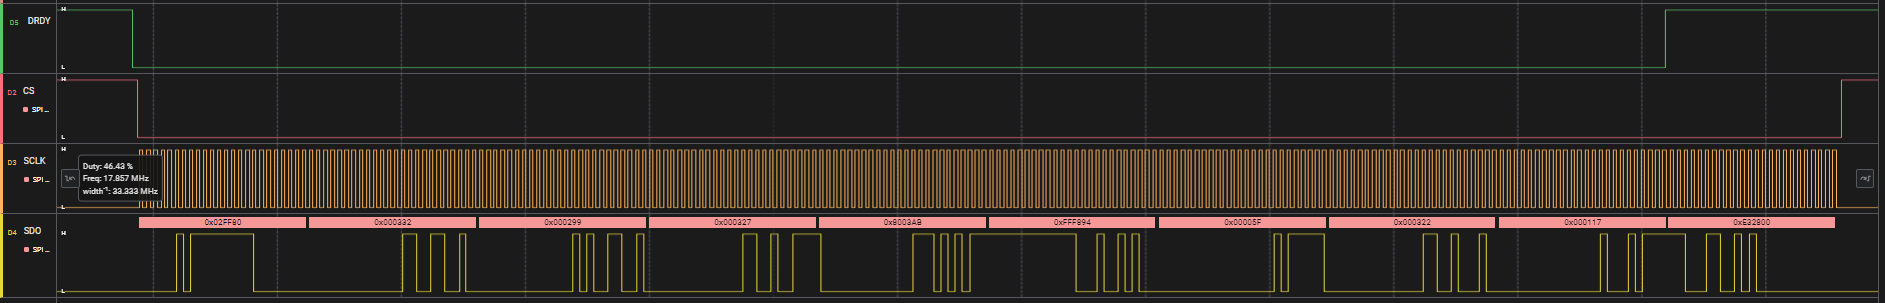 D5 DRDY H
L
D2 CS H
SPI...
L
D3 SCLK H
SPI...
L
Duty: 46.43 %
Freq: 17.857 MHz
width⁻¹: 33.333 MHz
0x02FF80 0x000332 0x000299 0x000327 0x8003AB 0xFFF894 0x00005F 0x000322 0x000117 0xE32800
D4 SDO H
SPI...
L